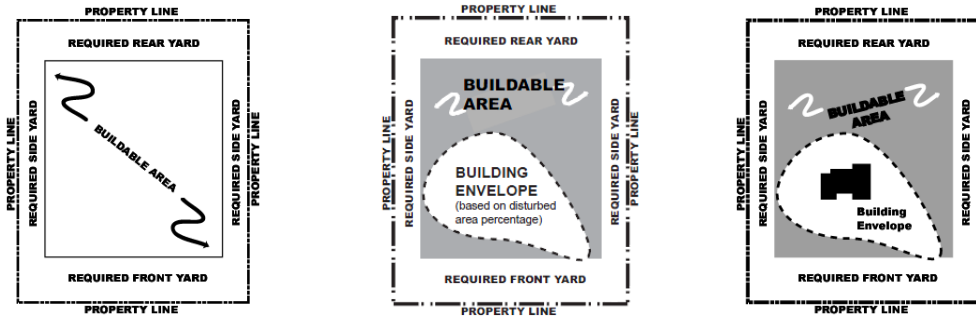 PROPERTY LINE
REQUIRED REAR YARD
PROPERTY LINE
REQUIRED SIDE YARD
BUILDABLE AREA
REQUIRED SIDE YARD
PROPERTY LINE
REQUIRED FRONT YARD
PROPERTY LINE
PROPERTY LINE
REQUIRED REAR YARD
PROPERTY LINE
REQUIRED SIDE YARD
BUILDABLE
AREA
BUILDING
ENVELOPE
(based on disturbed
area percentage)
REQUIRED SIDE YARD
PROPERTY LINE
REQUIRED FRONT YARD
PROPERTY LINE
PROPERTY LINE
REQUIRED REAR YARD
PROPERTY LINE
REQUIRED SIDE YARD
BUILDABLE
AREA
Building
Envelope
REQUIRED SIDE YARD
PROPERTY LINE
REQUIRED FRONT YARD
PROPERTY LINE